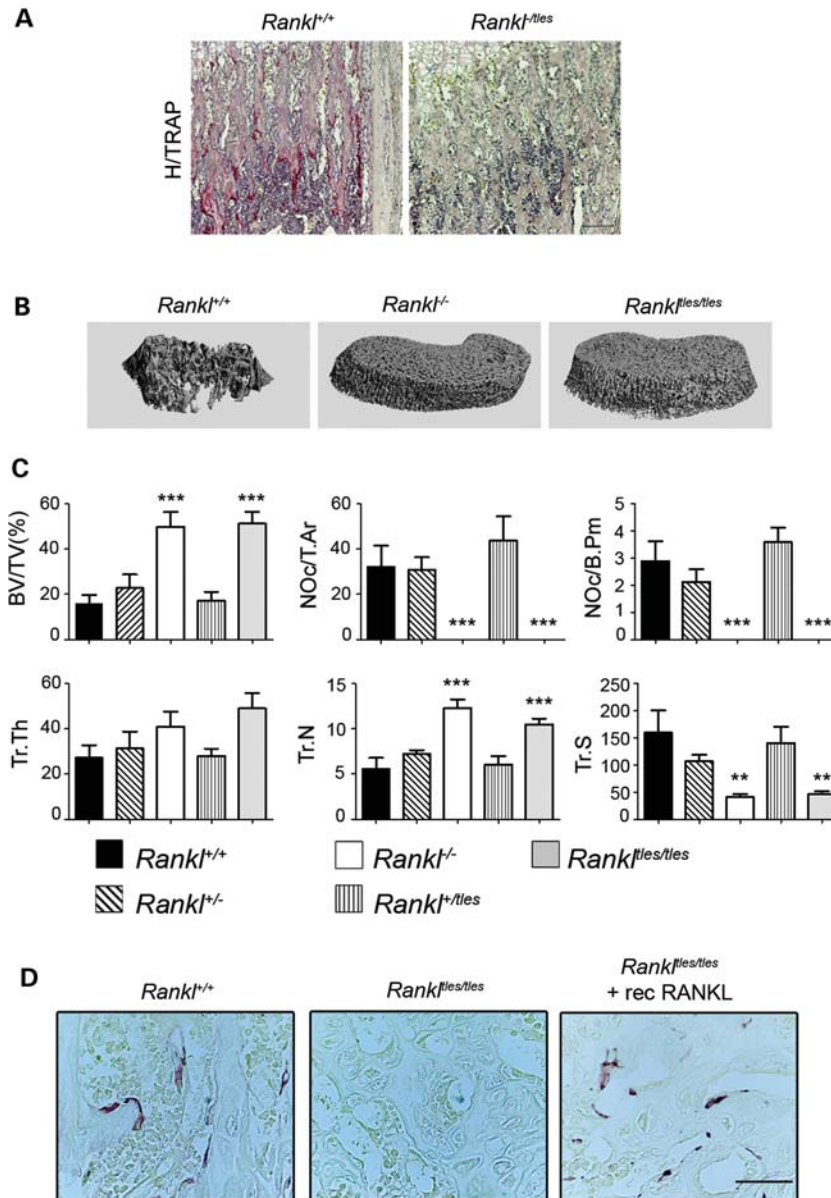 A
Rankl+/+
Rankl-/tles
H/TRAP
B
Rankl+/+
Rankl-/-
Rankltles/tles
C
BV/TV(%)
60
40
20
0
***
***
NOc/T.Ar
60
40
20
0
***
***
NOc/B.Pm
5
4
3
2
1
0
***
***
Tr.Th
60
40
20
0
Tr.N
15
10
5
0
***
***
Tr.S
200
150
100
50
0
**
**
Rankl+/+
Rankl-/-
Rankltles/tles
Rankl+/-
Rankl+/tles
D
Rankl+/+
Rankltles/tles
Rankltles/tles
+ rec RANKL